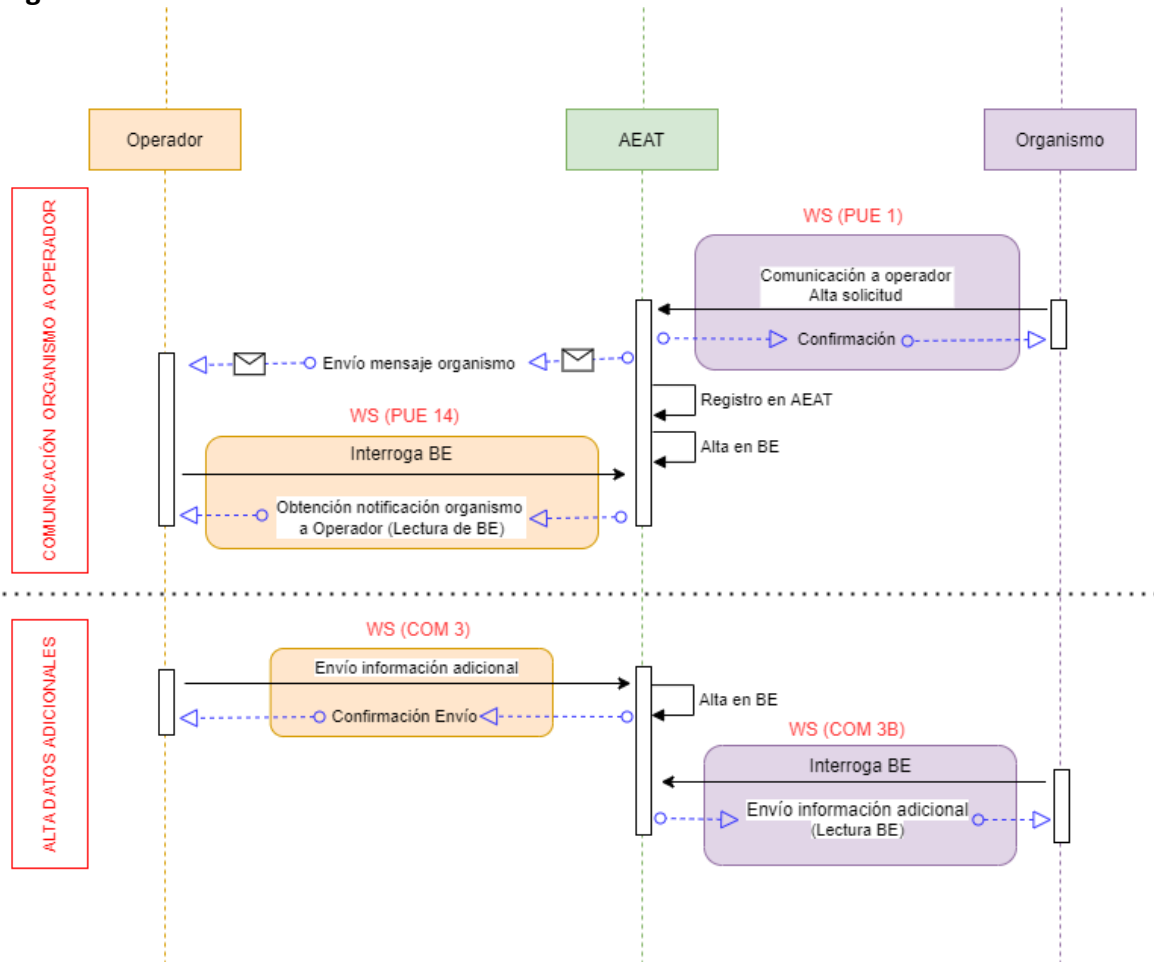 g
Operador
AEAT
Organismo
COMUNICACIÓN ORGANISMO A OPERADOR
WS (PUE 1)
Comunicación a operador
Alta solicitud
Confirmación
Envío mensaje organismo
Registro en AEAT
WS (PUE 14)
Alta en BE
Interroga BE
Obtención notificación organismo
a Operador (Lectura de BE)
ALTA DATOS ADICIONALES
WS (COM 3)
Envío información adicional
Alta en BE
Confirmación Envío
WS (COM 3B)
Interroga BE
Envío información adicional
(Lectura BE)